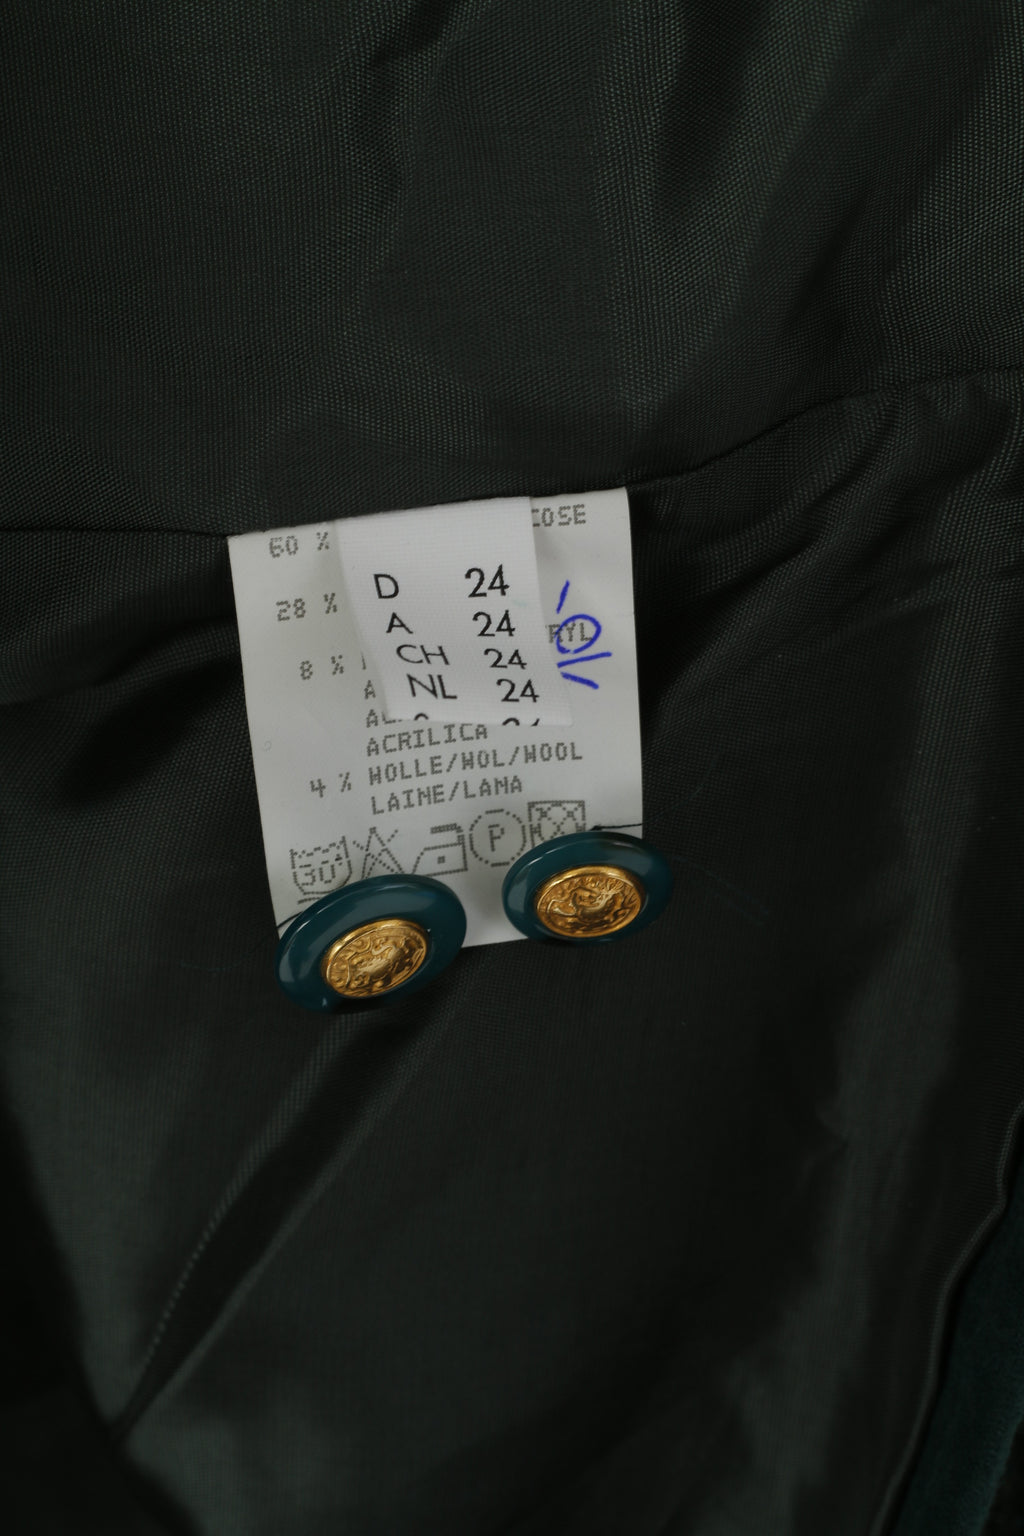 60 %
COSE
D 24
28 %
A 24
RYL
CH 24
8 %
NL 24
ACRILICA
4 % WOLLE/WOL/WOOL
LAINE/LANA
30°
P